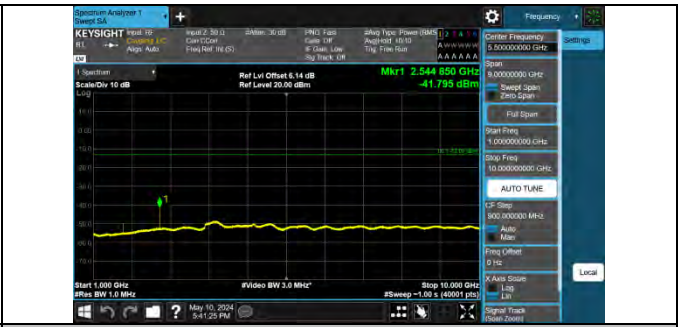 Spectrum Analyzer 1
Swept SA
+
Frequency
KEYSIGHT Input: RF
Coupling: DC
Align: Auto
Input Z: 50 Ω
Corr CCorr
Freq Ref: Int (S)
#Atten: 30 dB
PNO: Fast
Gate: Off
IF Gain: Low
Sig Track: Off
#Avg Type: Power (RMS
Avg|Hold: 10/10
Trig: Free Run
1 Spectrum
Scale/Div 10 dB
Log
Ref Lvl Offset 6.14 dB
Ref Level 20.00 dBm
Mkr1 2.544 850 GHz
-41.795 dBm
1
Start 1.000 GHz
#Res BW 1.0 MHz
#Video BW 3.0 MHz*
Stop 10.000 GHz
#Sweep ~1.00 s (40001 pts)
Center Frequency
5.500000000 GHz
Settings
Span
9.00000000 GHz
Swept Span
Zero Span
Full Span
Start Freq
1.000000000 GHz
Stop Freq
10.000000000 GHz
AUTO TUNE
CF Step
900.000000 MHz
Auto
Man
Freq Offset
0 Hz
X Axis Scale
Log
Lin
Signal Track
(Span Zoom)
Local
?
May 10, 2024
5:41:25 PM